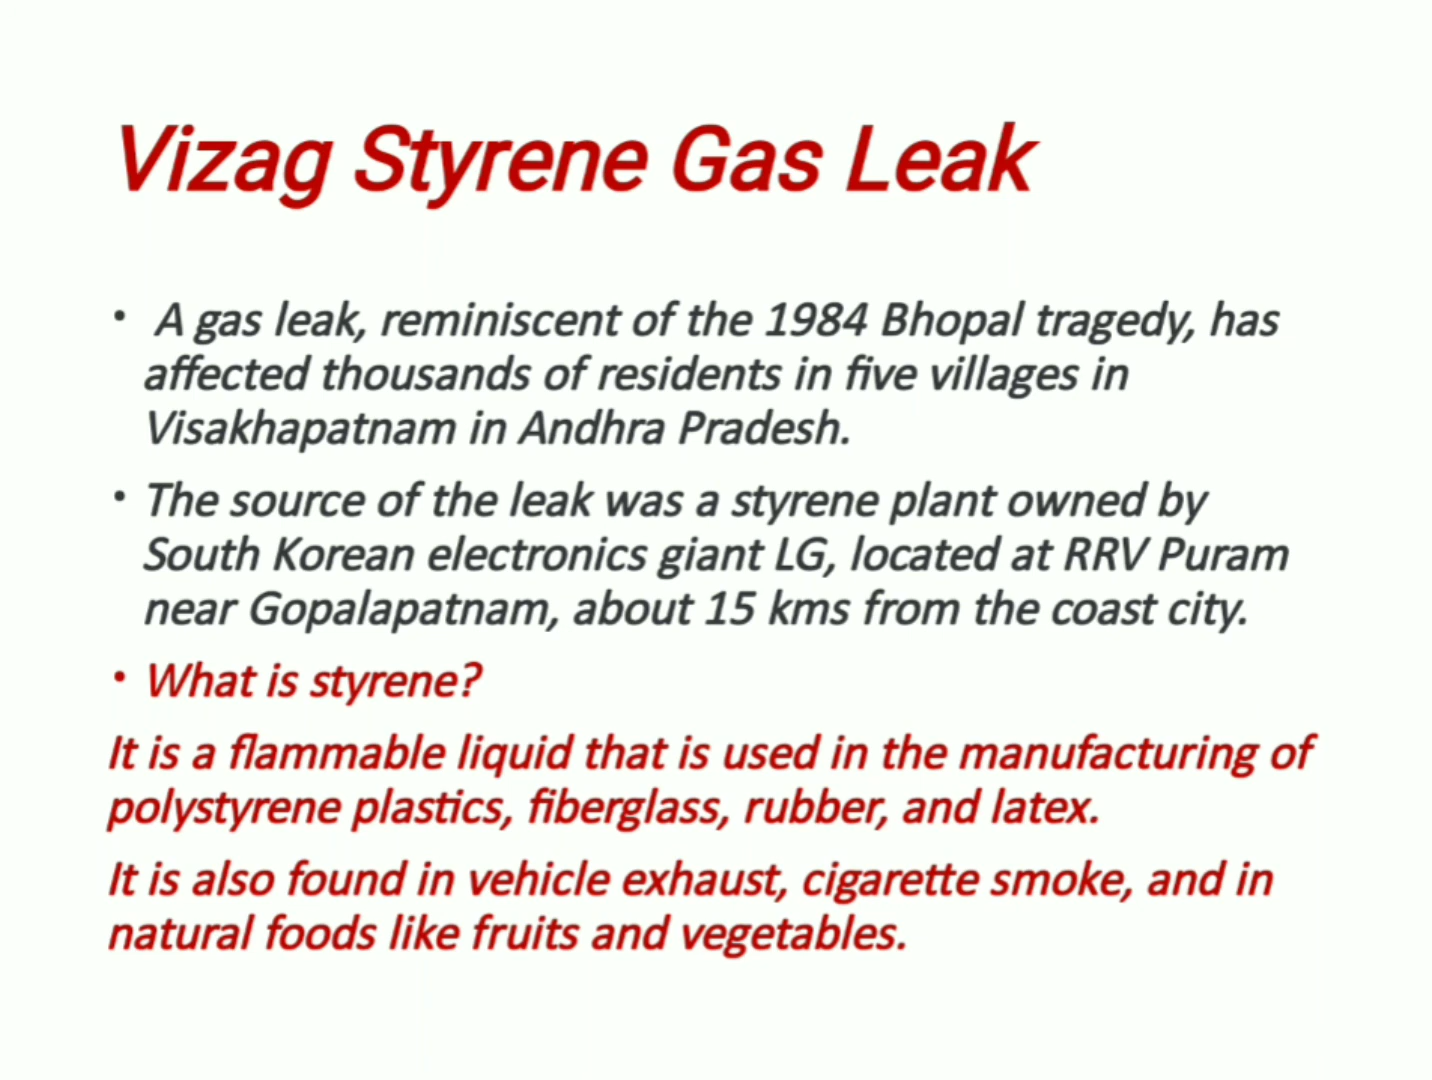 Vizag Styrene Gas Leak
• A gas leak, reminiscent of the 1984 Bhopal tragedy, has
affected thousands of residents in five villages in
Visakhapatnam in Andhra Pradesh.
• The source of the leak was a styrene plant owned by
South Korean electronics giant LG, located at RRV Puram
near Gopalapatnam, about 15 kms from the coast city.
• What is styrene?
It is a flammable liquid that is used in the manufacturing of
polystyrene plastics, fiberglass, rubber, and latex.
It is also found in vehicle exhaust, cigarette smoke, and in
natural foods like fruits and vegetables.